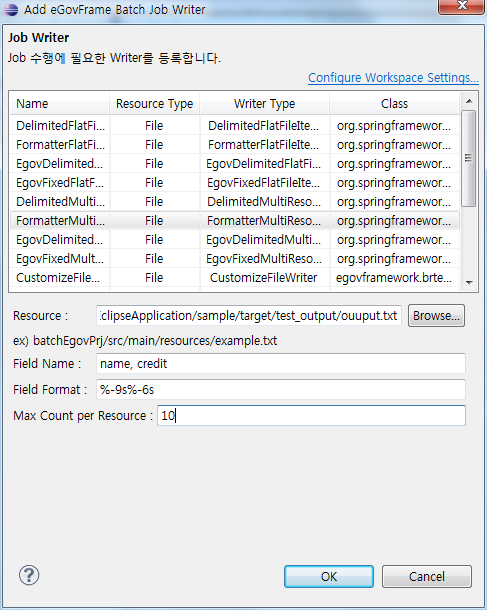 Add eGovFrame Batch Job Writer
Job Writer
Job 수행에 필요한 Writer를 등록합니다.
Configure Workspace Settings...
Name Resource Type Writer Type Class
DelimitedFlatFi... File DelimitedFlatFileIte... org.springframewor...
FormatterFlatFi... File FormatterFlatFileIte... org.springframewor...
EgovDelimited... File EgovDelimitedFlatFi... org.springframewor...
EgovFixedFlatF... File EgovFixedFlatFileIte... org.springframewor...
DelimitedMulti... File DelimitedMultiReso... org.springframewor...
FormatterMulti... File FormatterMultiReso... org.springframewor...
EgovDelimited... File EgovDelimitedMulti... org.springframewor...
EgovFixedMult... File EgovFixedMultiReso... org.springframewor...
CustomizeFile... File CustomizeFileWriter egovframework.brte...
Resource : :clipseApplication/sample/target/test_output/ouuput.txt Browse...
ex) batchEgovPrj/src/main/resources/example.txt
Field Name : name, credit
Field Format : %-9s%-6s
Max Count per Resource : 10
? OK Cancel